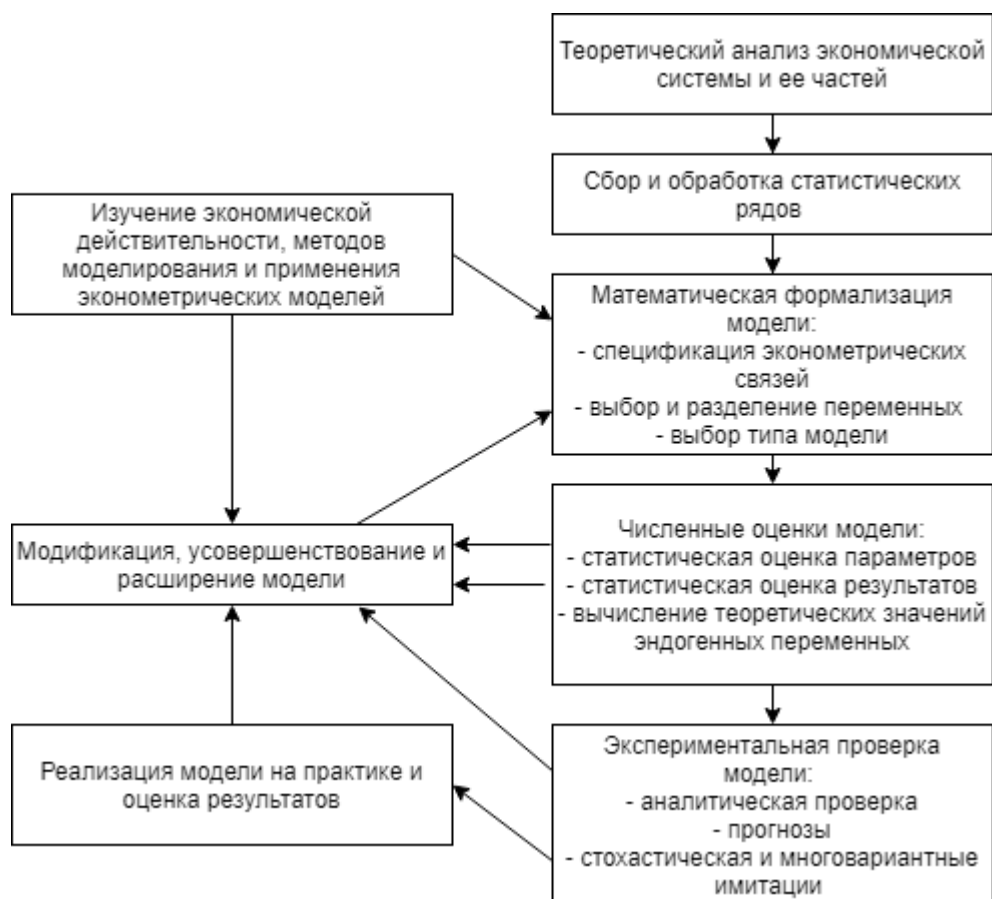 Теоретический анализ экономической
системы и ее частей
Сбор и обработка статистических
рядов
Изучение экономической
действительности, методов
моделирования и применения
эконометрических моделей
Математическая формализация
модели:
- спецификация эконометрических
связей
- выбор и разделение переменных
- выбор типа модели
Модификация, усовершенствование и
расширение модели
Численные оценки модели:
- статистическая оценка параметров
- статистическая оценка результатов
- вычисление теоретических значений
эндогенных переменных
Реализация модели на практике и
оценка результатов
Экспериментальная проверка
модели:
- аналитическая проверка
- прогнозы
- стохастическая и многовариантные
имитации